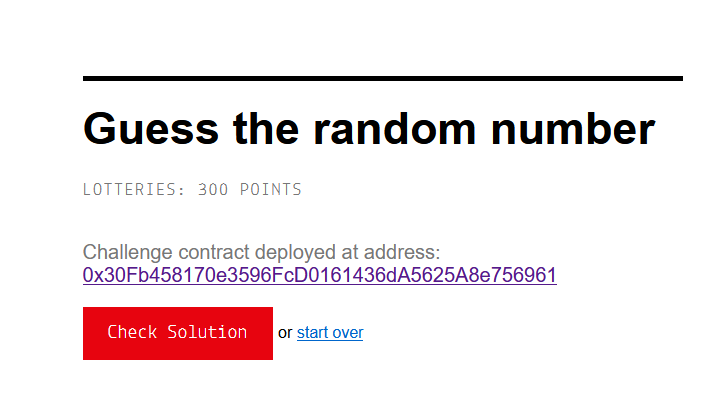 Guess the random number
LOTTERIES: 300 POINTS
Challenge contract deployed at address:
0x30Fb458170e3596FcD0161436dA5625A8e756961
Check Solution or start over